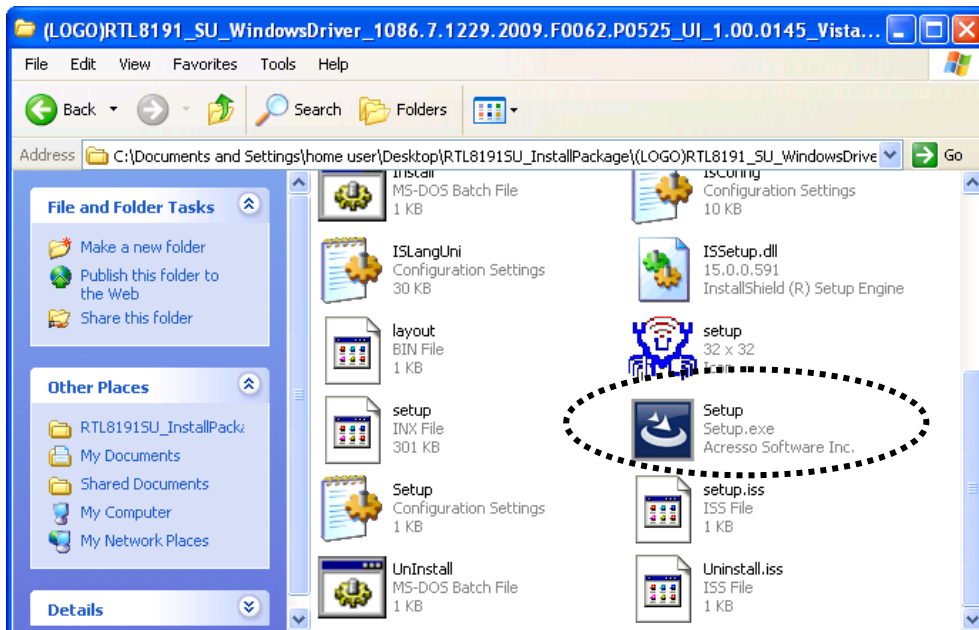 (LOGO)RTL8191_SU_WindowsDriver_1086.7.1229.2009.F0062.P0525_UI_1.00.0145_Vista...
File Edit View Favorites Tools Help
Back Search Folders
Address C:\Documents and Settings\home user\Desktop\RTL8191SU_InstallPackage\(LOGO)RTL8191_SU_WindowsDrive Go
File and Folder Tasks
Make a new folder
Publish this folder to
the Web
Share this folder
Other Places
RTL8191SU_InstallPacka
My Documents
Shared Documents
My Computer
My Network Places
Details
Install
MS-DOS Batch File
1 KB
IsConfig
Configuration Settings
10 KB
ISLangUni
Configuration Settings
30 KB
ISSetup.dll
15.0.0.591
InstallShield (R) Setup Engine
layout
BIN File
1 KB
setup
32 x 32
Icon
setup
INX File
301 KB
Setup
Setup.exe
Acresso Software Inc.
Setup
Configuration Settings
1 KB
setup.iss
ISS File
1 KB
UnInstall
MS-DOS Batch File
1 KB
Uninstall.iss
ISS File
1 KB